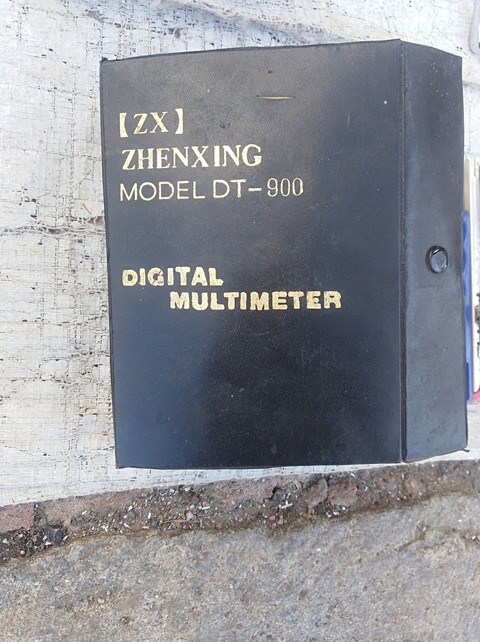 【ZX】
ZHENXING
MODEL DT-900
DIGITAL
MULTIMETER